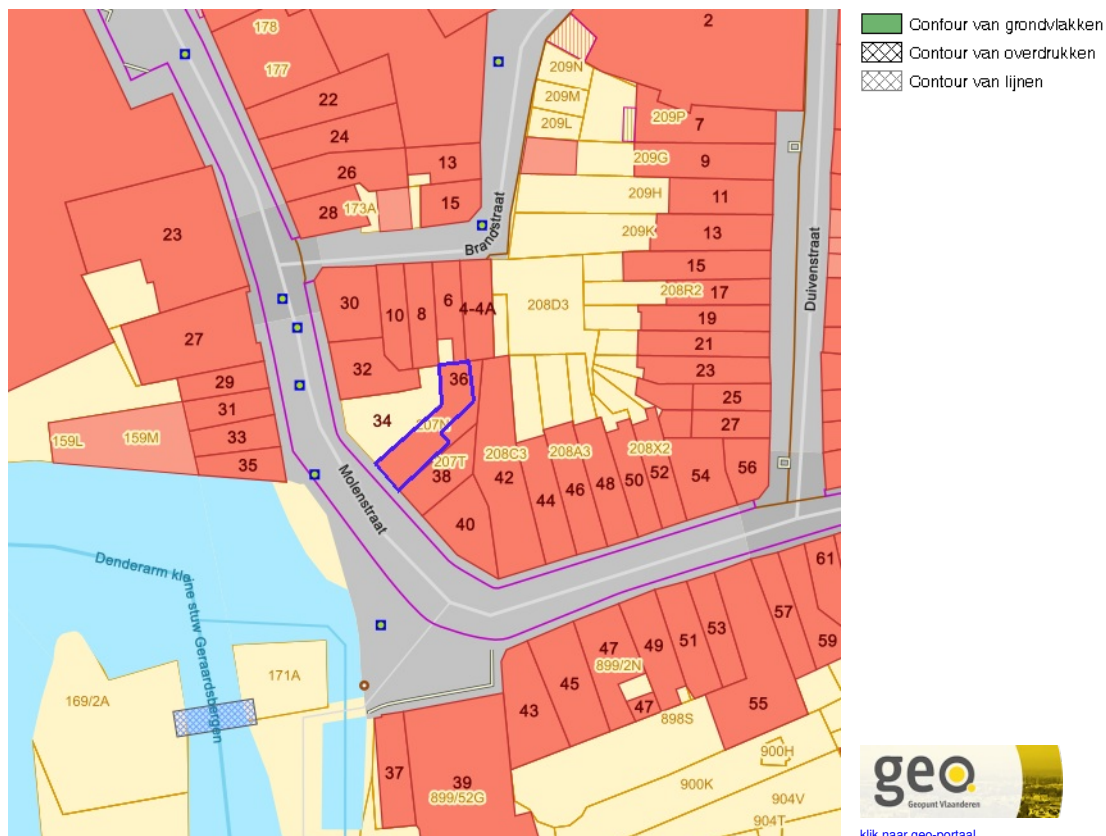 178
177
22
24
26
28
173A
13
15
Brandstraat
2
209N
209M
209L
209P
7
209G
9
209H
11
209K
13
15
208R2
17
19
21
23
25
27
Duivenstraat
23
27
29
31
33
35
159L
159M
30
10
8
6
4-4A
208D3
32
36
34
207N
207T
38
40
208C3
42
208A3
44
46
48
50
52
208X2
54
56
Molenstraat
Denderarm kleine stuw Geraardsbergen
169/2A
171A
61
57
59
53
51
49
47
899/2N
45
43
47
55
898S
900H
900K
904V
904T
37
39
899/52G
Contour van grondvlakken
Contour van overdrukken
Contour van lijnen
geo
Geopunt Vlaanderen
klik naar geo-portaal